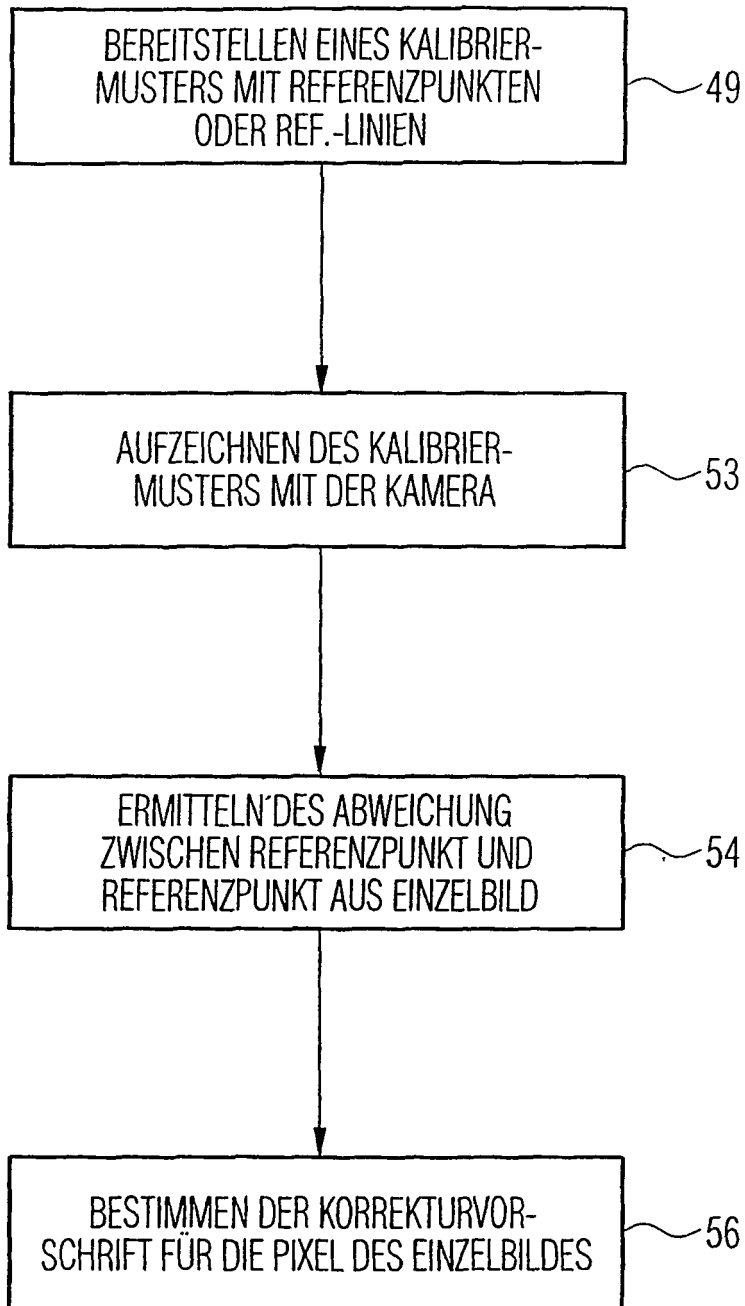 BEREITSTELLEN EINES KALIBRIER-
MUSTERS MIT REFERENZPUNKTEN
ODER REF.-LINIEN
49
AUFZEICHNEN DES KALIBRIER-
MUSTERS MIT DER KAMERA
53
ERMITTELN DES ABWEICHUNG
ZWISCHEN REFERENZPUNKT UND
REFERENZPUNKT AUS EINZELBILD
54
BESTIMMEN DER KORREKTURVOR-
SCHRIFT FÜR DIE PIXEL DES EINZELBILDES
56